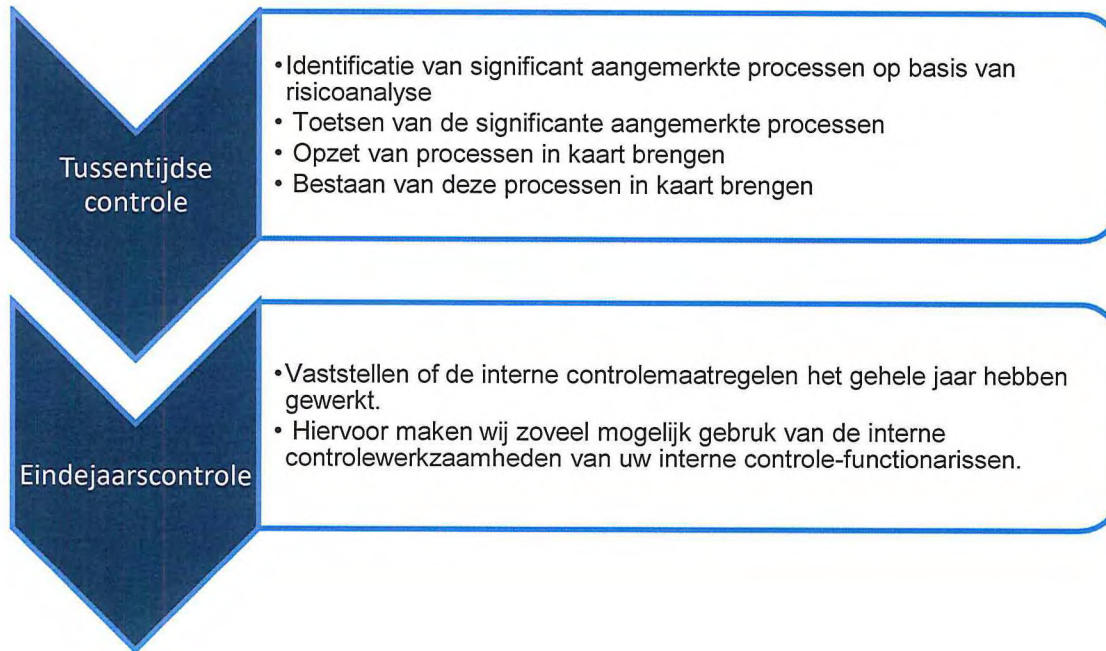 Tussentijdse
controle
•Identificatie van significant aangemerkte processen op basis van
risicoanalyse
• Toetsen van de significante aangemerkte processen
• Opzet van processen in kaart brengen
• Bestaan van deze processen in kaart brengen
Eindejaarscontrole
•Vaststellen of de interne controlemaatregelen het gehele jaar hebben
gewerkt.
• Hiervoor maken wij zoveel mogelijk gebruk van de interne
controlewerkzaamheden van uw interne controle-functionarissen.